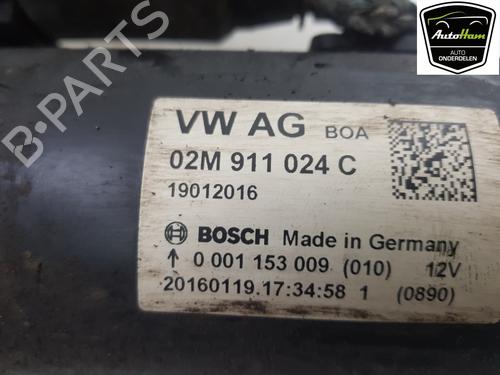 AutoHam
AUTO
ONDERDELEN
B-PARTS
VW AG BOA
02M 911 024 C
19012016
BOSCH Made in Germany
↑ 0 001 153 009 (010) 12V
20160119.17:34:58 1 (0890)